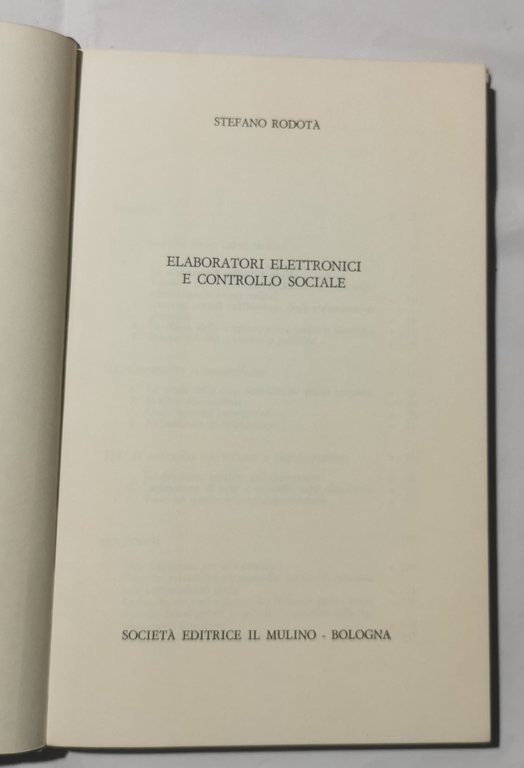 STEFANO RODOTÀ
ELABORATORI ELETTRONICI
E CONTROLLO SOCIALE
SOCIETÀ EDITRICE IL MULINO - BOLOGNA